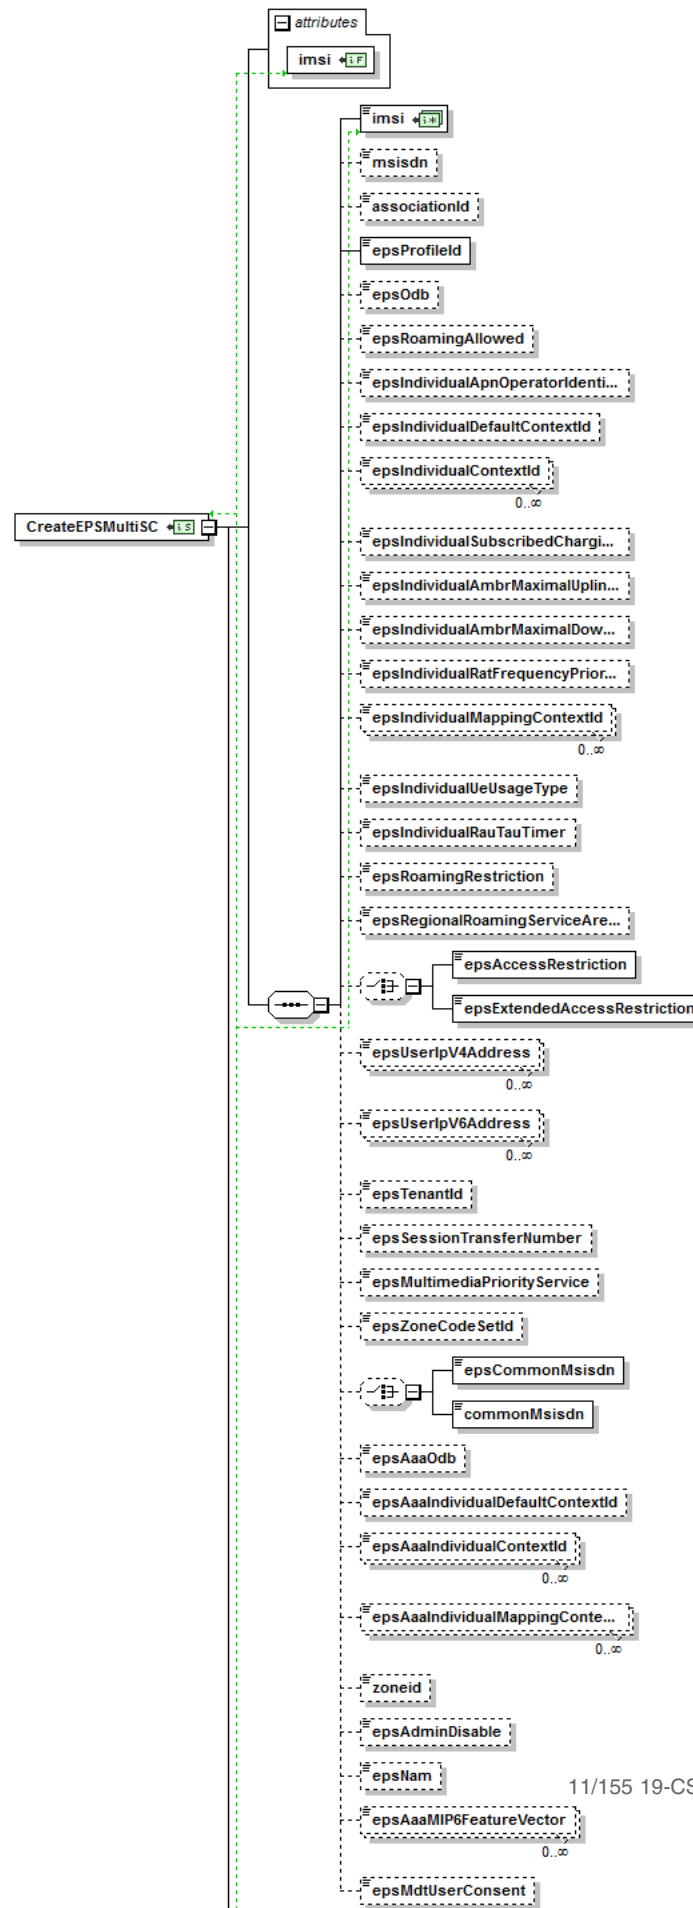 attributes
imsi
imsi
msisdn
associationId
epsProfileId
epsOdb
epsRoamingAllowed
epsIndividualApnOperatorIdenti...
epsIndividualDefaultContextId
epsIndividualContextId
0..∞
CreateEPSMultiSC
epsIndividualSubscribedChargi...
epsIndividualAmbrMaximalUplin...
epsIndividualAmbrMaximalDow...
epsIndividualRatFrequencyPrior...
epsIndividualMappingContextId
0..∞
epsIndividualUeUsageType
epsIndividualRauTauTimer
epsRoamingRestriction
epsRegionalRoamingServiceAre...
epsAccessRestriction
epsExtendedAccessRestriction
epsUserIpV4Address
0..∞
epsUserIpV6Address
0..∞
epsTenantId
epsSessionTransferNumber
epsMultimediaPriorityService
epsZoneCodeSetId
epsCommonMsisdn
commonMsisdn
epsAaaOdb
epsAaaIndividualDefaultContextId
epsAaaIndividualContextId
0..∞
epsAaaIndividualMappingConte...
0..∞
zoneid
epsAdminDisable
epsNam
11/155 19-CS
epsAaaMIP6FeatureVector
0..∞
epsMdtUserConsent